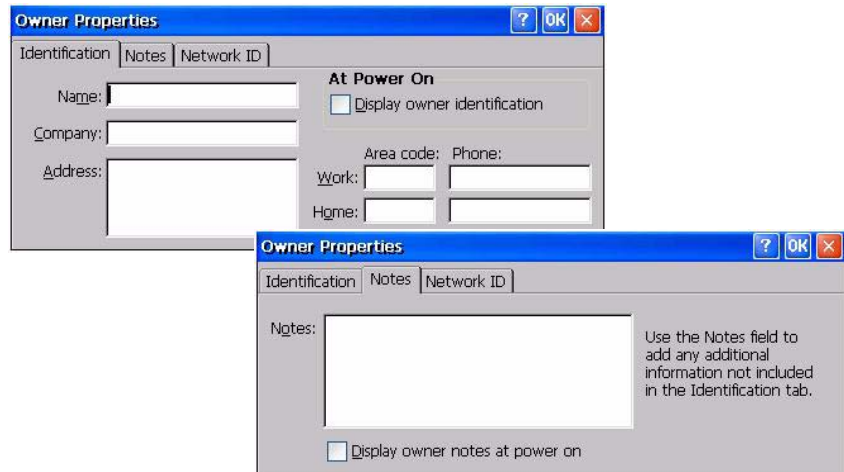 Owner Properties ? OK ×
Identification Notes Network ID
At Power On
Name: Display owner identification
Company:
Area code: Phone:
Address: Work:
Home:
Owner Properties ? OK ×
Identification Notes Network ID
Notes:
Use the Notes field to
add any additional
information not included
in the Identification tab.
Display owner notes at power on